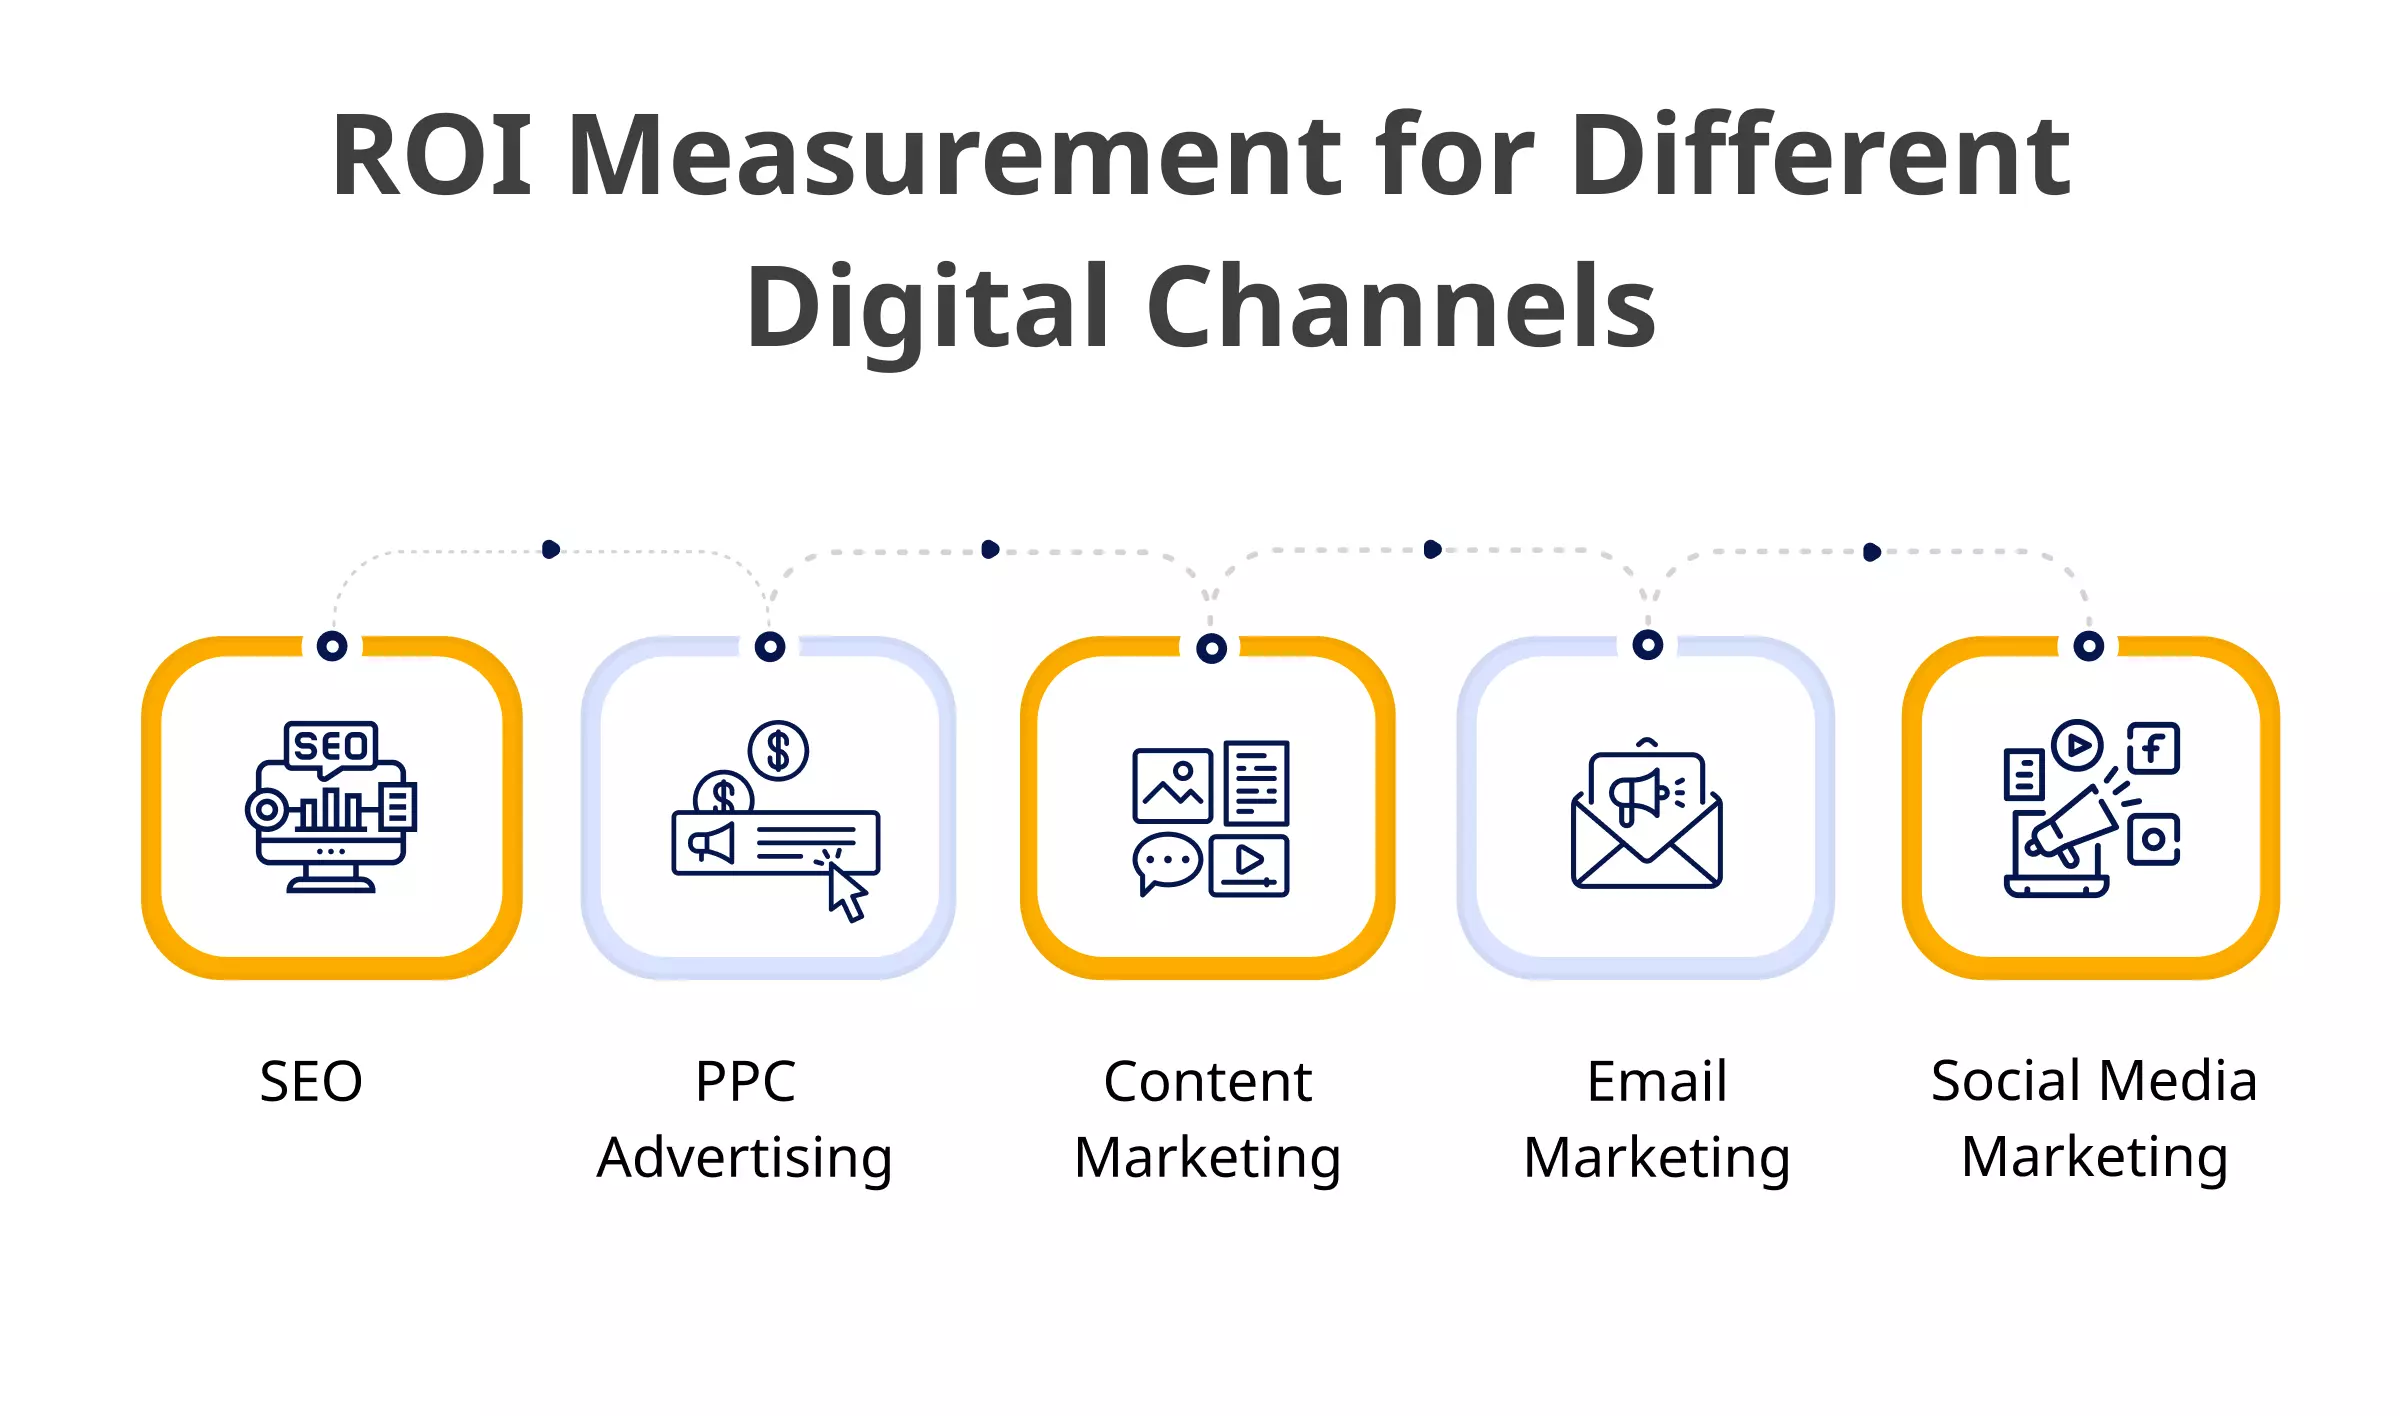 ROI Measurement for Different
Digital Channels
SEO
$
$
f
SEO
PPC
Advertising
Content
Marketing
Email
Marketing
Social Media
Marketing